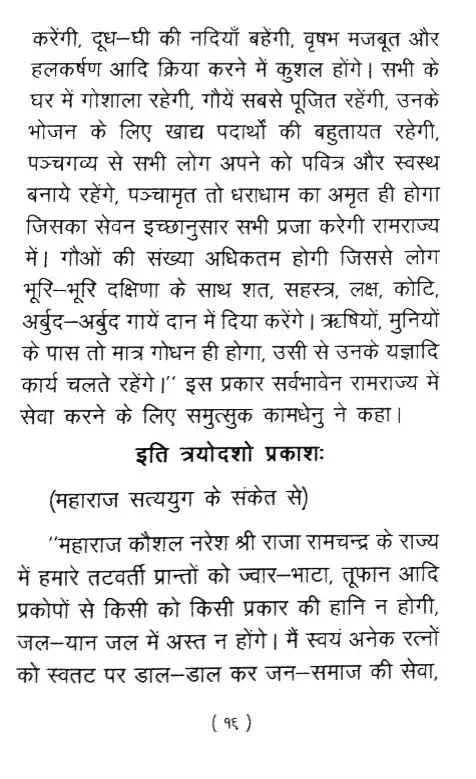 करेंगी, दूध–घी की नदियाँ बहेंगी, वृषभ मजबूत और
हलकर्षण आदि क्रिया करने में कुशल होंगे। सभी के
घर में गोशाला रहेगी, गौयें सबसे पूजित रहेंगी, उनके
भोजन के लिए खाद्य पदार्थों की बहुतायत रहेगी,
पञ्चगव्य से सभी लोग अपने को पवित्र और स्वस्थ
बनाये रहेंगे, पञ्चामृत तो धराधाम का अमृत ही होगा
जिसका सेवन इच्छानुसार सभी प्रजा करेगी रामराज्य
में। गौओं की संख्या अधिकतम होगी जिससे लोग
भूरि–भूरि दक्षिणा के साथ शत, सहस्त्र, लक्ष, कोटि,
अर्बुद–अर्बुद गायें दान में दिया करेंगे। ऋषियों, मुनियों
के पास तो मात्र गोधन ही होगा, उसी से उनके यज्ञादि
कार्य चलते रहेंगे।'' इस प्रकार सर्वभावेन रामराज्य में
सेवा करने के लिए समुत्सुक कामधेनु ने कहा।
इति त्रयोदशो प्रकाशः
(महाराज सत्ययुग के संकेत से)
''महाराज कौशल नरेश श्री राजा रामचन्द्र के राज्य
में हमारे तटवर्ती प्रान्तों को ज्वार–भाटा, तूफान आदि
प्रकोपों से किसी को किसी प्रकार की हानि न होगी,
जल–यान जल में अस्त न होंगे। मैं स्वयं अनेक रत्नों
को स्वतट पर डाल–डाल कर जन–समाज की सेवा,
( १६ )